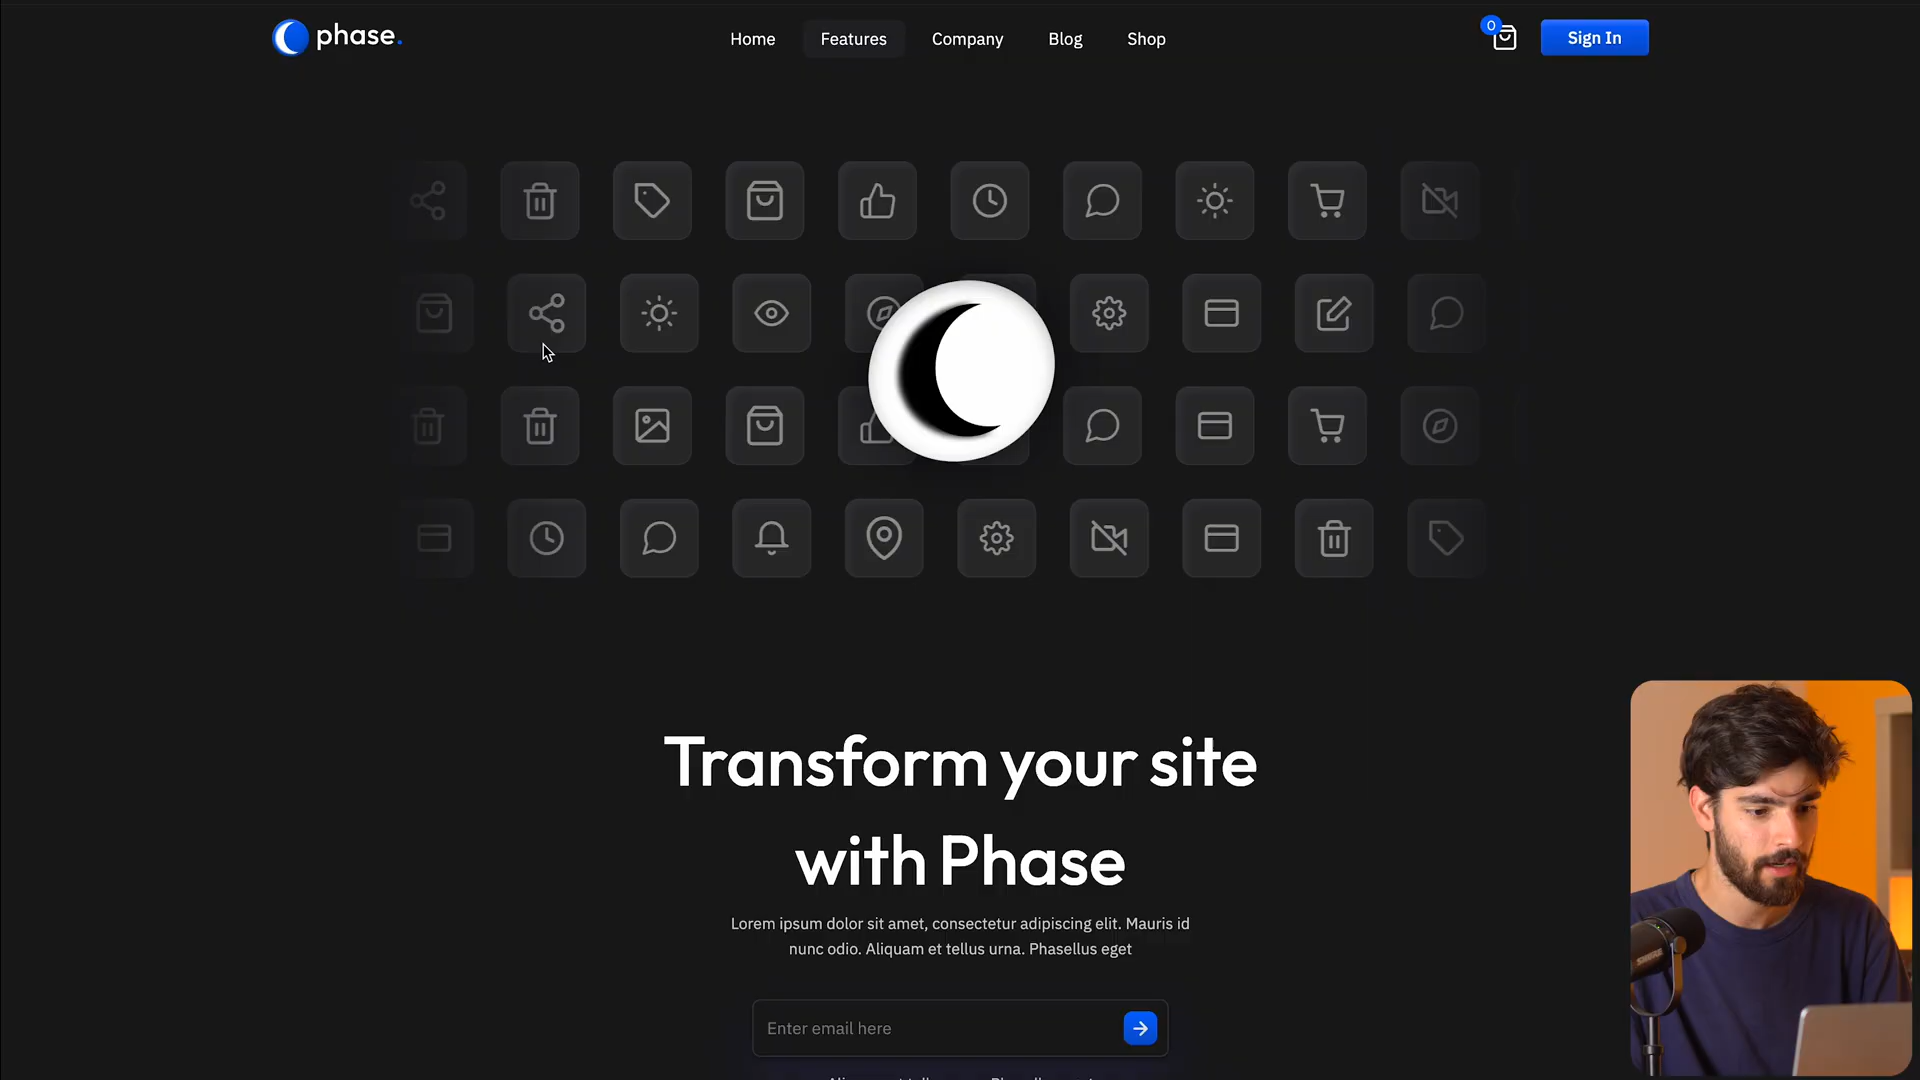 phase.
Home
Features
Company
Blog
Shop
0
Sign In
Transform your site
with Phase
Lorem ipsum dolor sit amet, consectetur adipiscing elit. Mauris id
nunc odio. Aliquam et tellus urna. Phasellus eget
Enter email here
SHURE